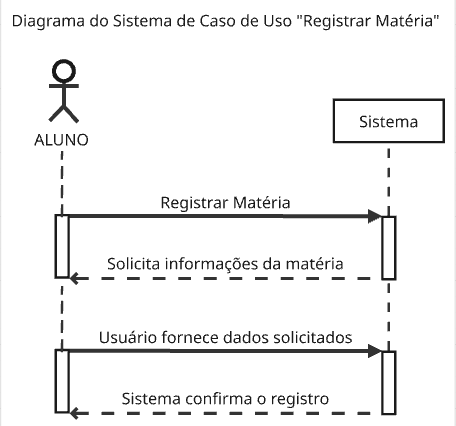 Diagrama do Sistema de Caso de Uso "Registrar Matéria"
ALUNO
Sistema
Registrar Matéria
Solicita informações da matéria
Usuário fornece dados solicitados
Sistema confirma o registro